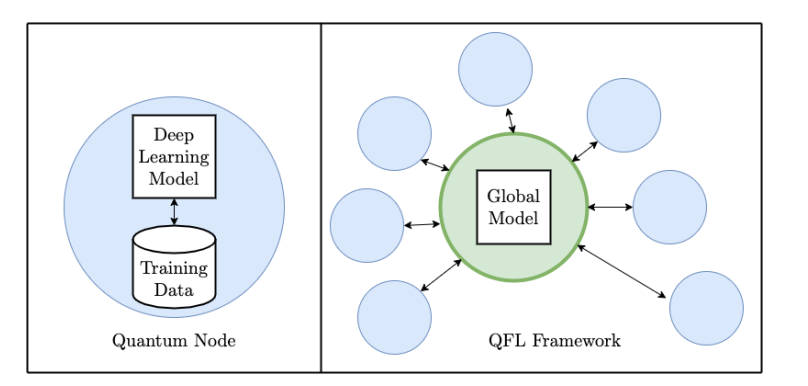 Deep
Learning
Model
Training
Data
Quantum Node
Global
Model
QFL Framework